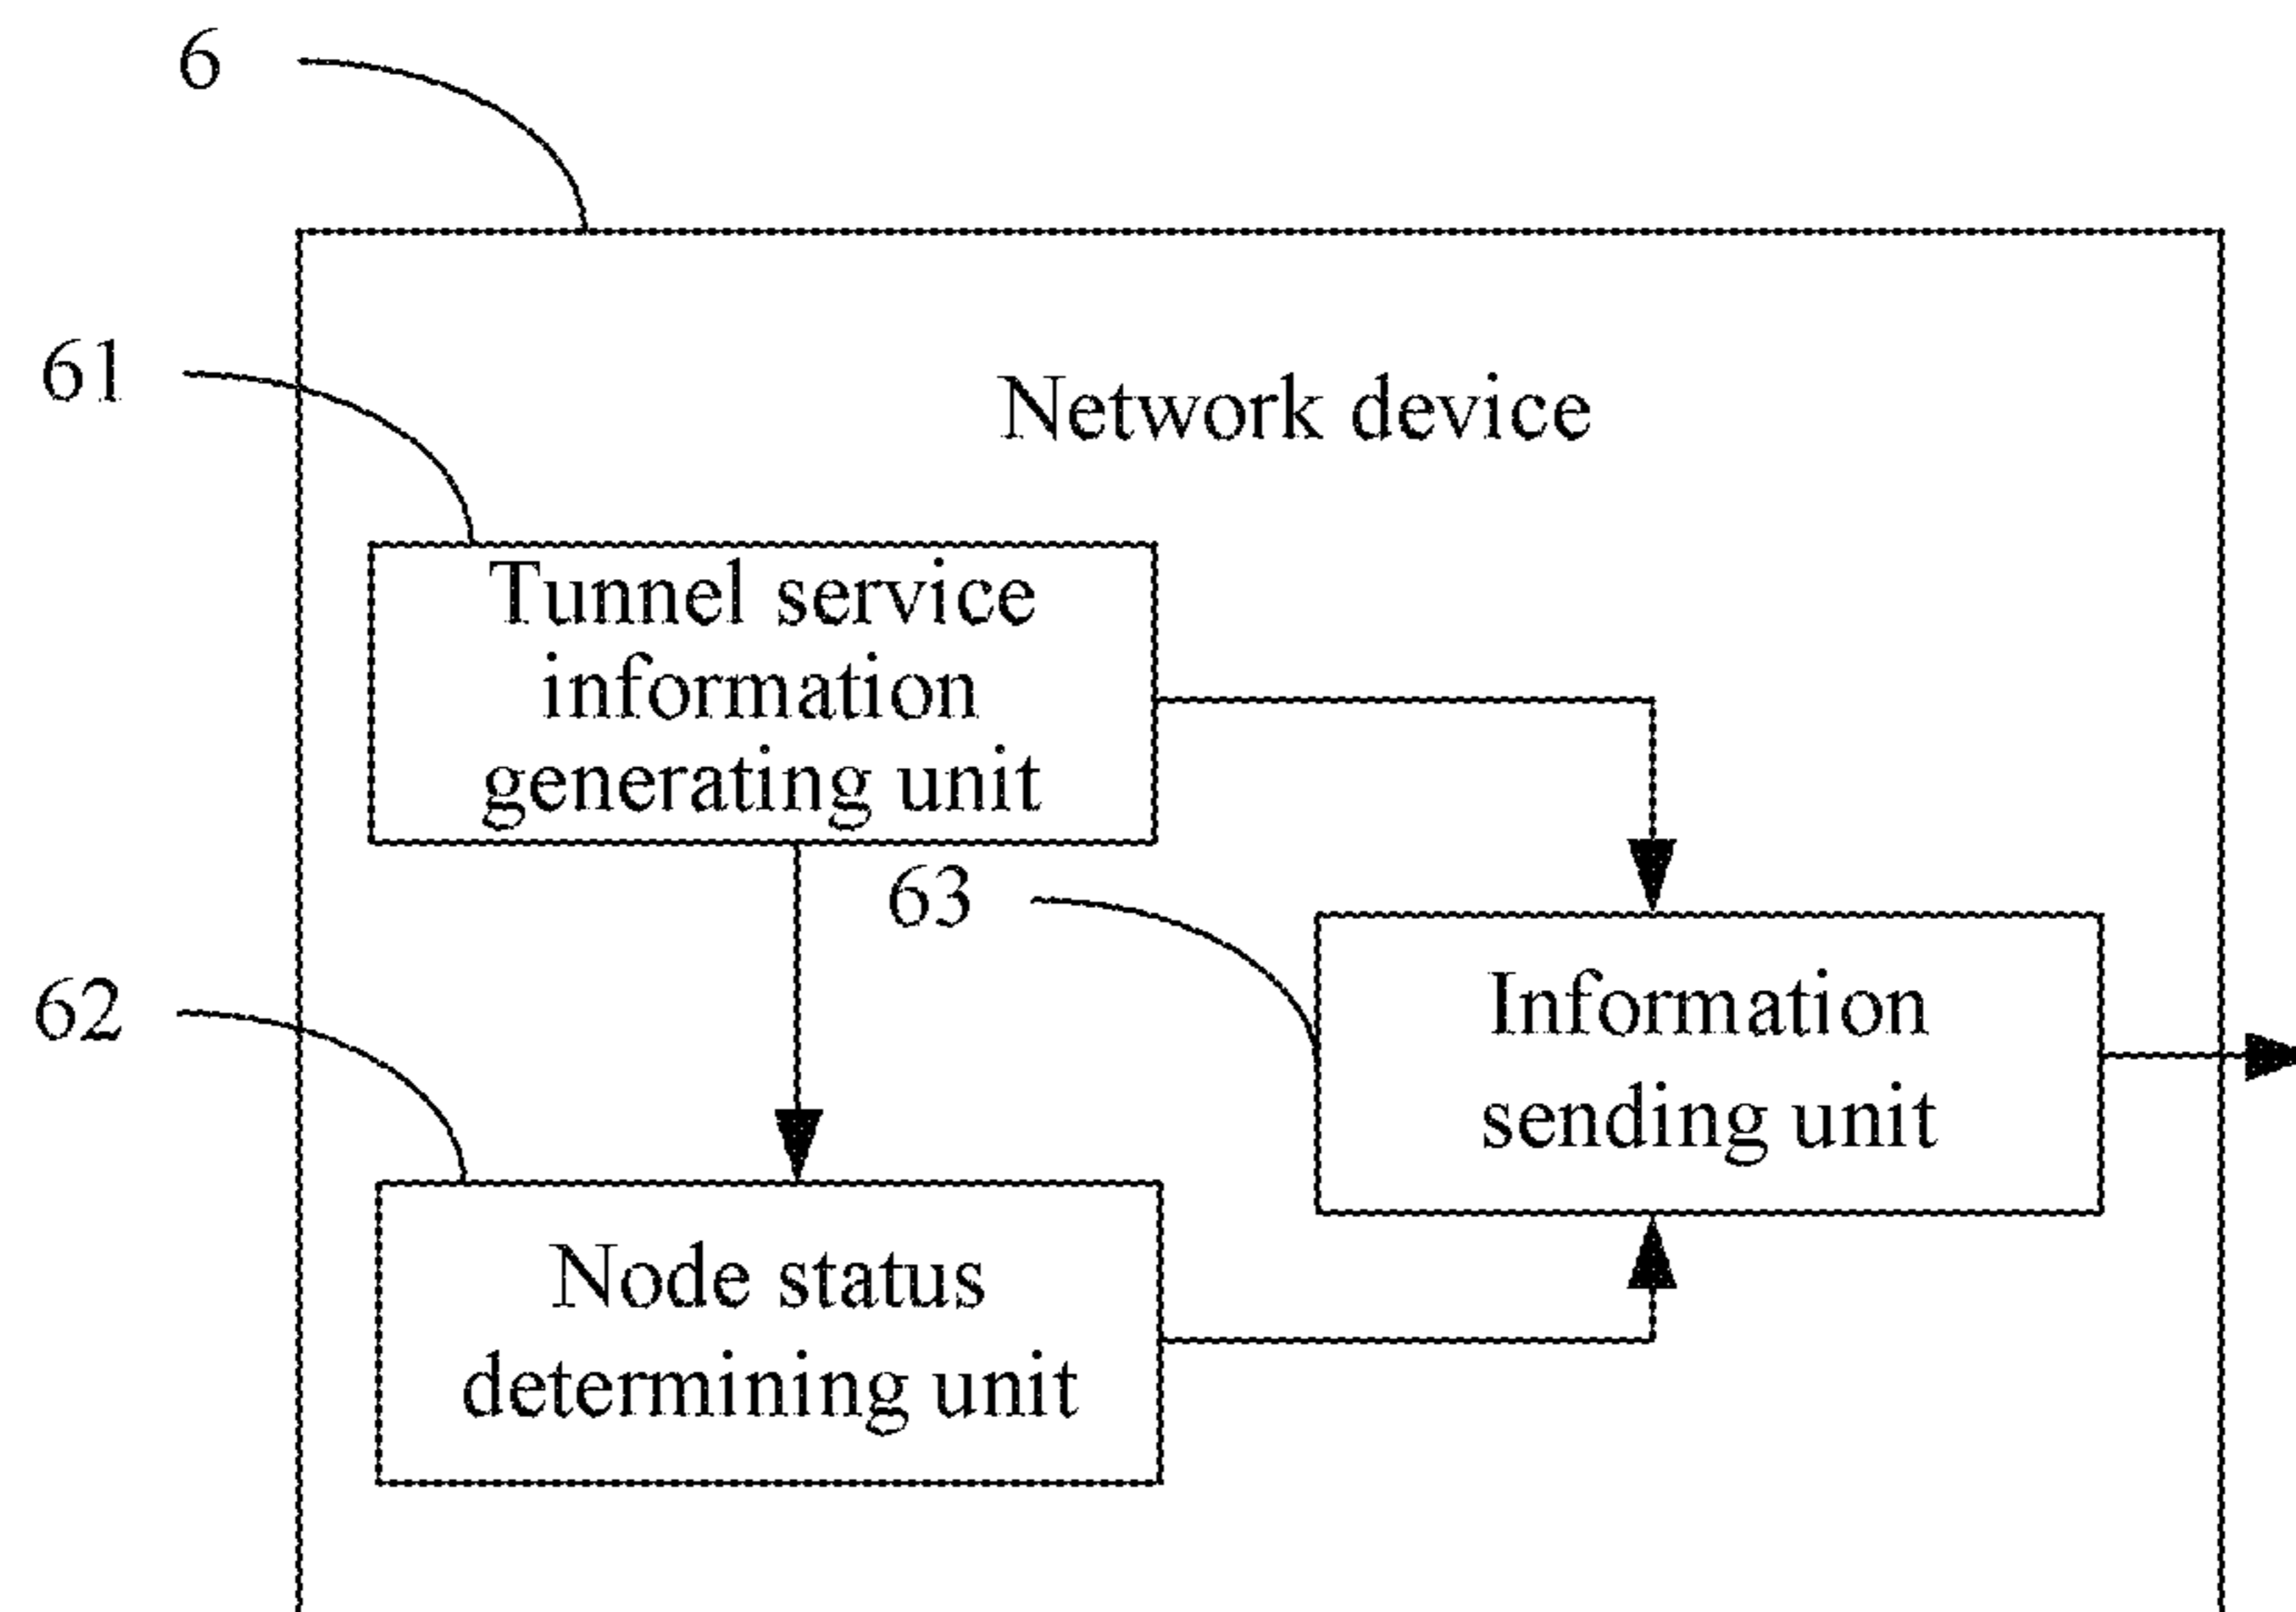 6
61
Network device
Tunnel service
information
generating unit
63
62
Information
sending unit
Node status
determining unit